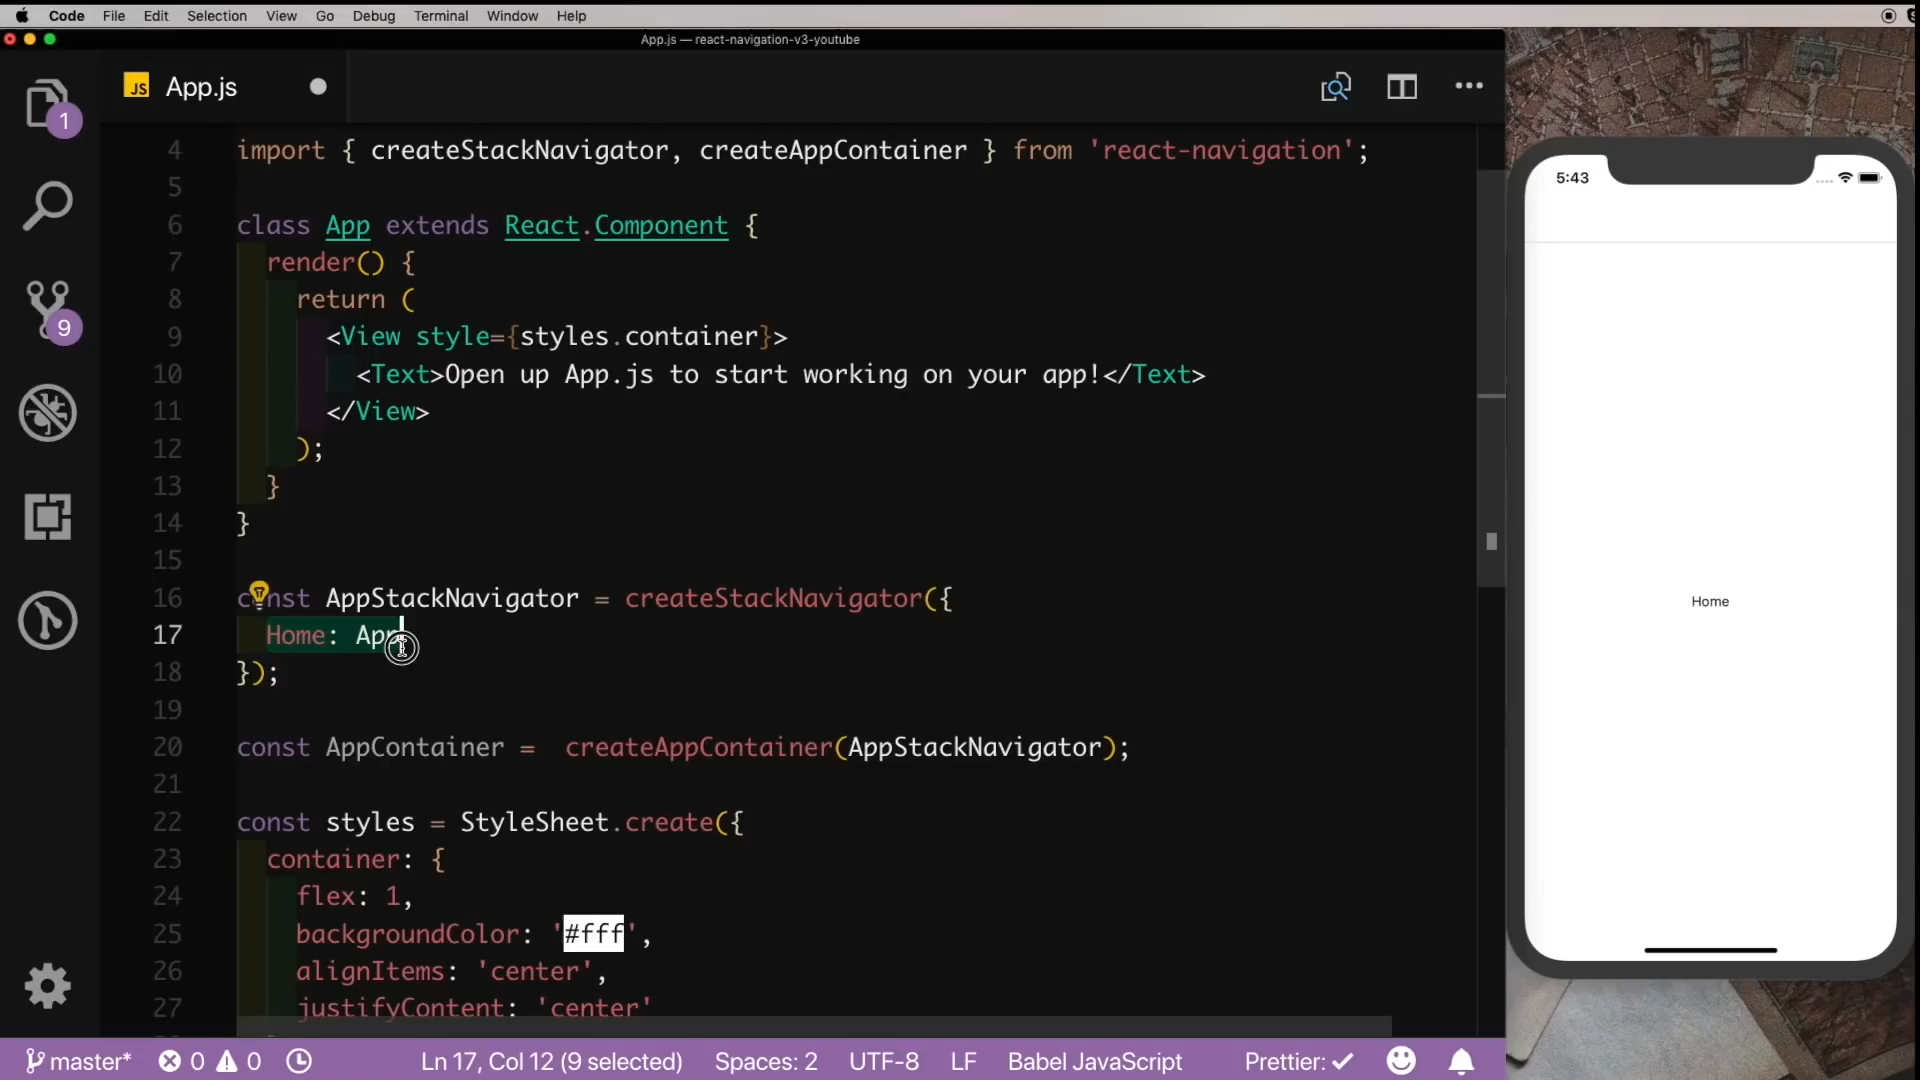 Code File Edit Selection View Go Debug Terminal Window Help
App.js — react-navigation-v3-youtube
JS App.js
1
9
4 import { createStackNavigator, createAppContainer } from 'react-navigation';
5
6 class App extends React.Component {
7 render() {
8 return (
9 <View style={styles.container}>
10 <Text>Open up App.js to start working on your app!</Text>
11 </View>
12 );
13 }
14 }
15
16 const AppStackNavigator = createStackNavigator({
17 Home: App
18 });
19
20 const AppContainer =  createAppContainer(AppStackNavigator);
21
22 const styles = StyleSheet.create({
23 container: {
24 flex: 1,
25 backgroundColor: '#fff',
26 alignItems: 'center',
27 justifyContent: 'center'
master* 0 0 Ln 17, Col 12 (9 selected) Spaces: 2 UTF-8 LF Babel JavaScript Prettier: ✓
5:43
Home